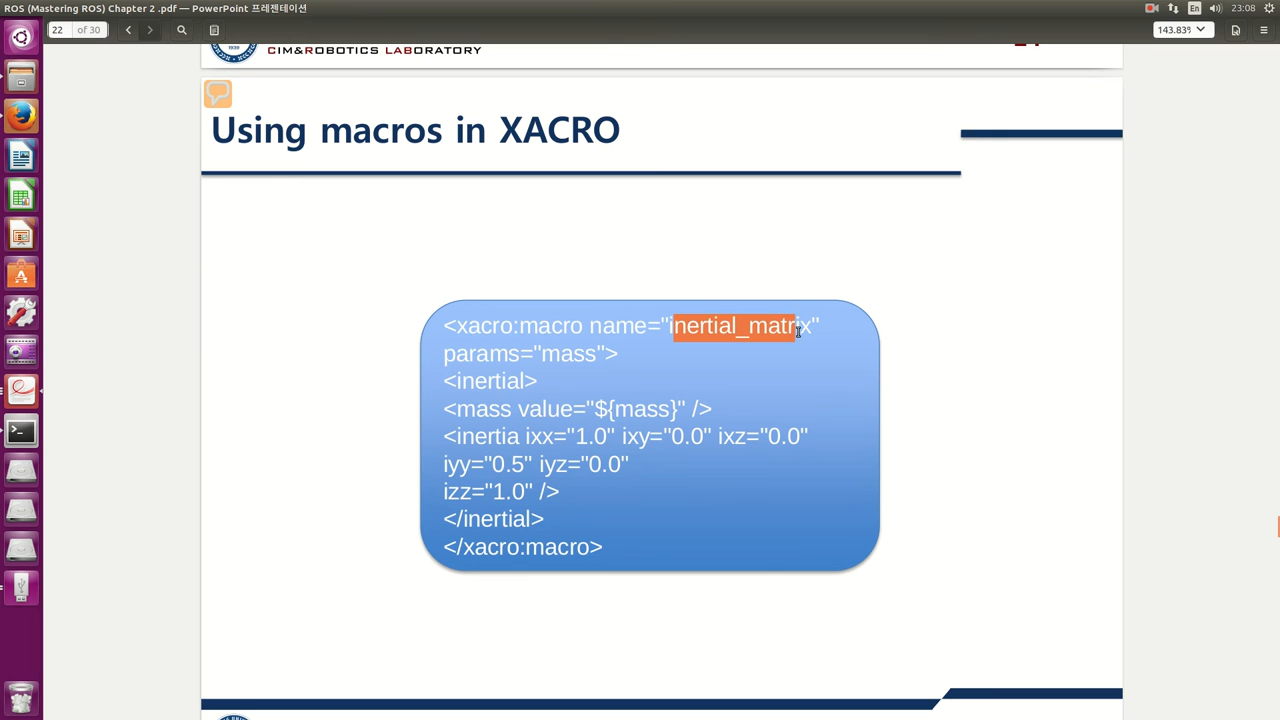 ROS (Mastering ROS) Chapter 2 .pdf — PowerPoint 프레젠테이션
En
23:08
22
of 30
143.83%
1939
CIM&ROBOTICS LABORATORY
Using macros in XACRO
<xacro:macro name="inertial_matrix"
params="mass">
<inertial>
<mass value="${mass}" />
<inertia ixx="1.0" ixy="0.0" ixz="0.0"
iyy="0.5" iyz="0.0"
izz="1.0" />
</inertial>
</xacro:macro>